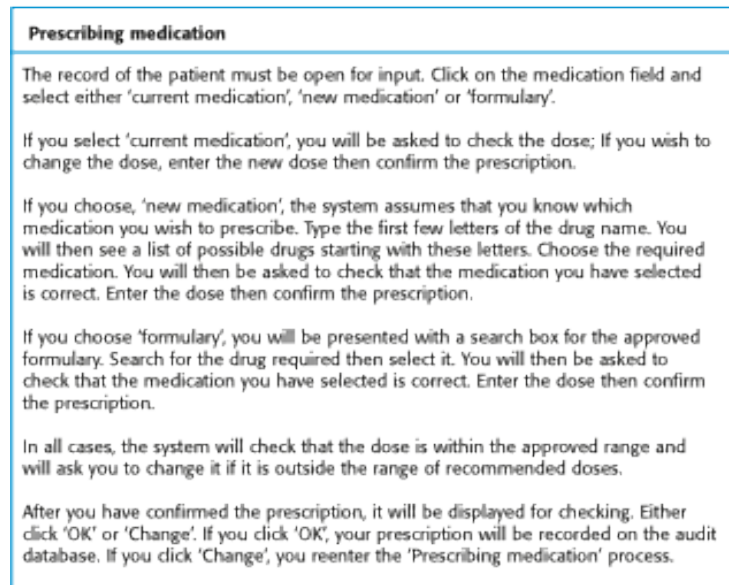 Prescribing medication
The record of the patient must be open for input. Click on the medication field and
select either ‘current medication’, ‘new medication’ or ‘formulary’.
If you select ‘current medication’, you will be asked to check the dose; If you wish to
change the dose, enter the new dose then confirm the prescription.
If you choose, ‘new medication’, the system assumes that you know which
medication you wish to prescribe. Type the first few letters of the drug name. You
will then see a list of possible drugs starting with these letters. Choose the required
medication. You will then be asked to check that the medication you have selected
is correct. Enter the dose then confirm the prescription.
If you choose ‘formulary’, you will be presented with a search box for the approved
formulary. Search for the drug required then select it. You will then be asked to
check that the medication you have selected is correct. Enter the dose then confirm
the prescription.
In all cases, the system will check that the dose is within the approved range and
will ask you to change it if it is outside the range of recommended doses.
After you have confirmed the prescription, it will be displayed for checking. Either
click ‘OK’ or ‘Change’. If you click ‘OK’, your prescription will be recorded on the audit
database. If you click ‘Change’, you reenter the ‘Prescribing medication’ process.